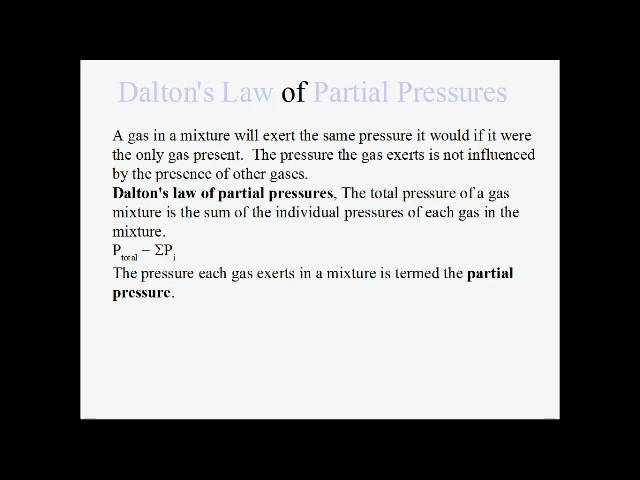 Dalton's Law of Partial Pressures
A gas in a mixture will exert the same pressure it would if it were
the only gas present. The pressure the gas exerts is not influenced
by the presence of other gases.
Dalton's law of partial pressures, The total pressure of a gas
mixture is the sum of the individual pressures of each gas in the
mixture.
P_total = ΣP_i
The pressure each gas exerts in a mixture is termed the partial
pressure.